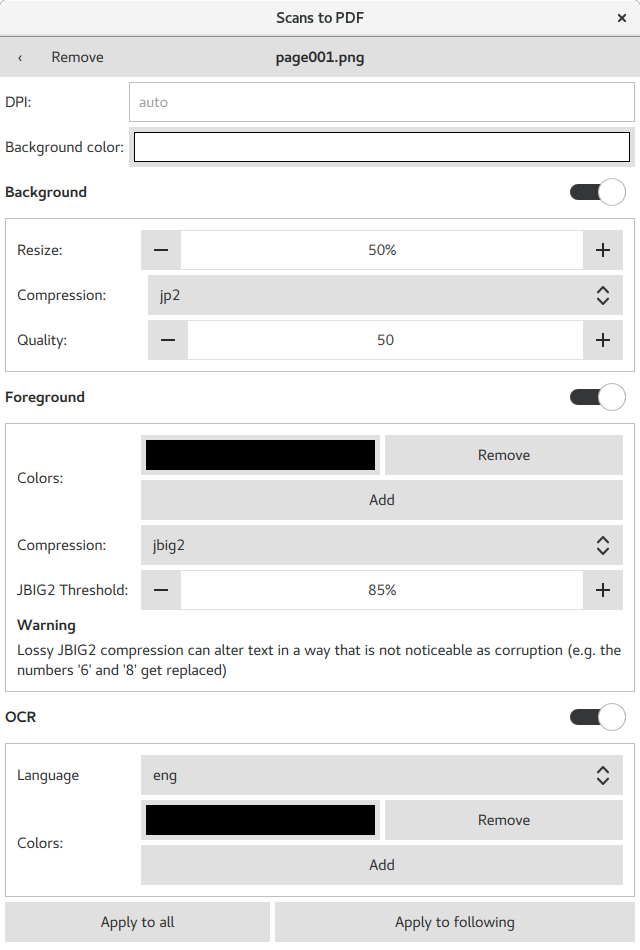 Scans to PDF ×
‹ Remove page001.png
DPI: auto
Background color:
Background
Resize: — 50% +
Compression: jp2
Quality: — 50 +
Foreground
Colors: Remove
Add
Compression: jbig2
JBIG2 Threshold: — 85% +
Warning
Lossy JBIG2 compression can alter text in a way that is not noticeable as corruption (e.g. the
numbers '6' and '8' get replaced)
OCR
Language eng
Colors: Remove
Add
Apply to all Apply to following